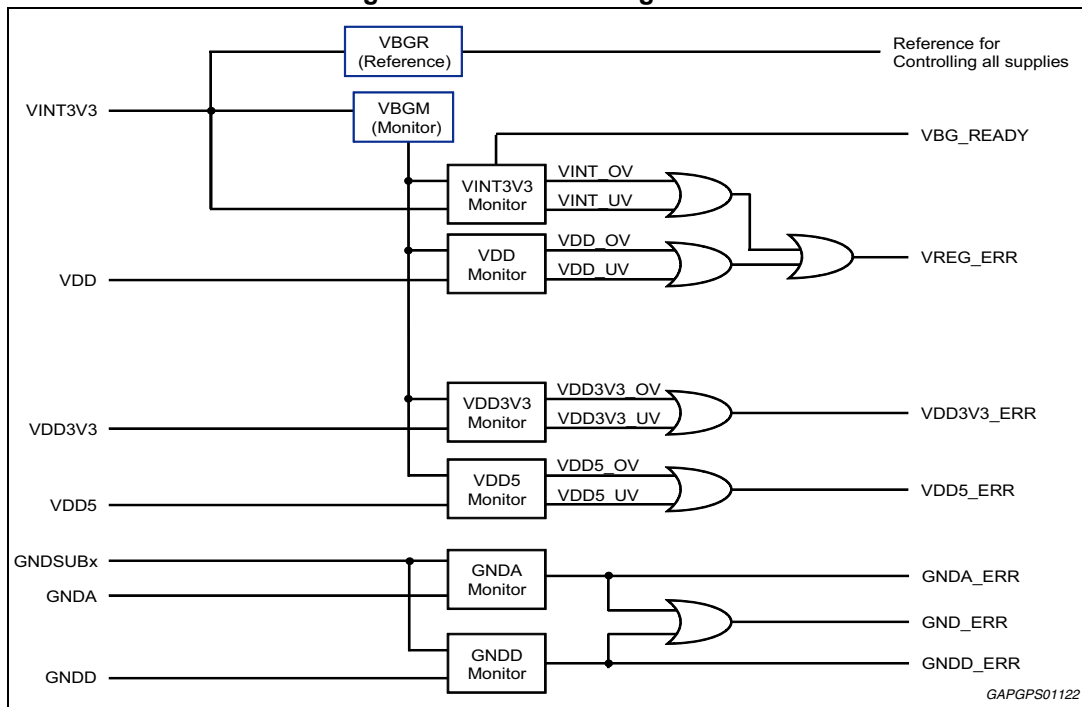 VBGR
(Reference)
Reference for
Controlling all supplies
VINT3V3
VBGM
(Monitor)
VBG_READY
VINT3V3
Monitor
VINT_OV
VINT_UV
VDD
VDD
Monitor
VDD_OV
VDD_UV
VREG_ERR
VDD3V3
VDD3V3
Monitor
VDD3V3_OV
VDD3V3_UV
VDD3V3_ERR
VDD5
VDD5
Monitor
VDD5_OV
VDD5_UV
VDD5_ERR
GNDSUBx
GNDA
GNDA
Monitor
GNDA_ERR
GND_ERR
GNDD
GNDD
Monitor
GNDD_ERR
GAPGPS01122